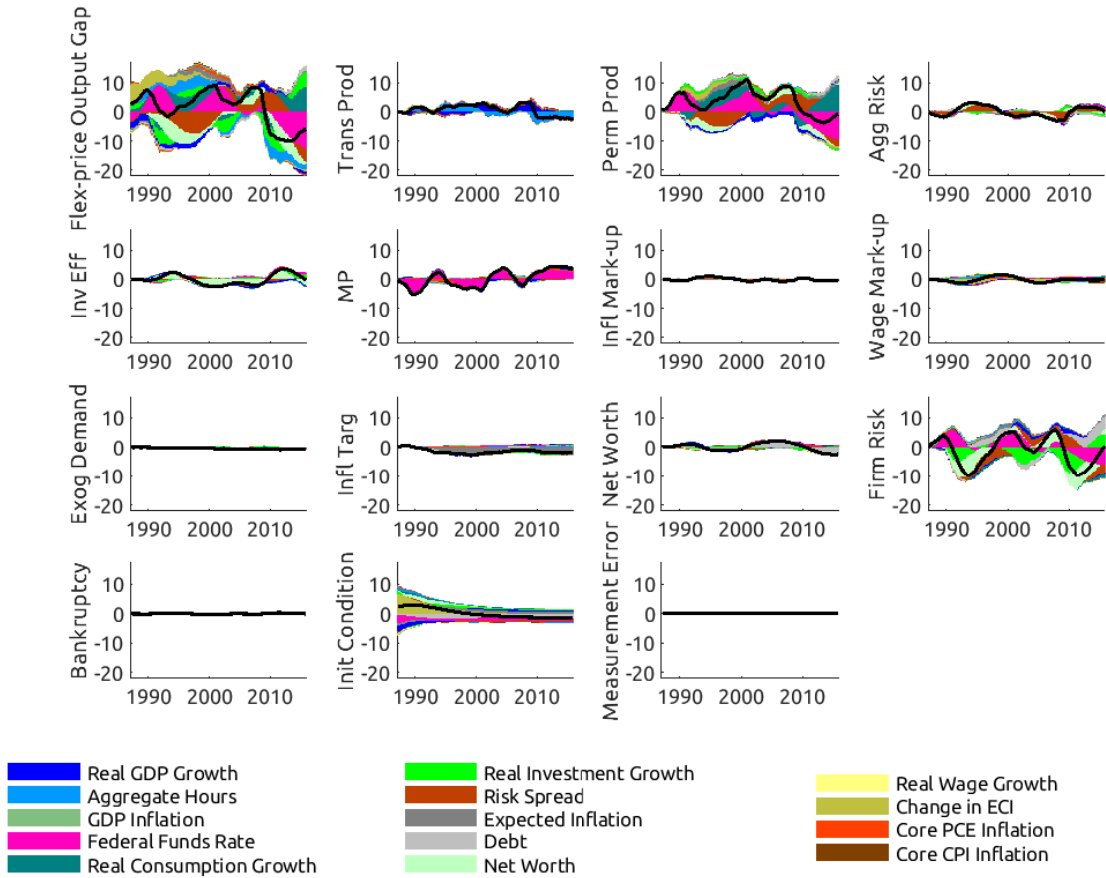 Flex-price Output Gap
10
0
-10
-20
1990 2000 2010
Trans Prod
10
0
-10
-20
1990 2000 2010
Perm Prod
10
0
-10
-20
1990 2000 2010
Agg Risk
10
0
-10
-20
1990 2000 2010
Inv Eff
10
0
-10
-20
1990 2000 2010
MP
10
0
-10
-20
1990 2000 2010
Infl Mark-up
10
0
-10
-20
1990 2000 2010
Wage Mark-up
10
0
-10
-20
1990 2000 2010
Exog Demand
10
0
-10
-20
1990 2000 2010
Infl Targ
10
0
-10
-20
1990 2000 2010
Net Worth
10
0
-10
-20
1990 2000 2010
Firm Risk
10
0
-10
-20
1990 2000 2010
Bankruptcy
10
0
-10
-20
1990 2000 2010
Init Condition
10
0
-10
-20
1990 2000 2010
Measurement Error
10
0
-10
-20
1990 2000 2010
Real GDP Growth
Aggregate Hours
GDP Inflation
Federal Funds Rate
Real Consumption Growth
Real Investment Growth
Risk Spread
Expected Inflation
Debt
Net Worth
Real Wage Growth
Change in ECI
Core PCE Inflation
Core CPI Inflation